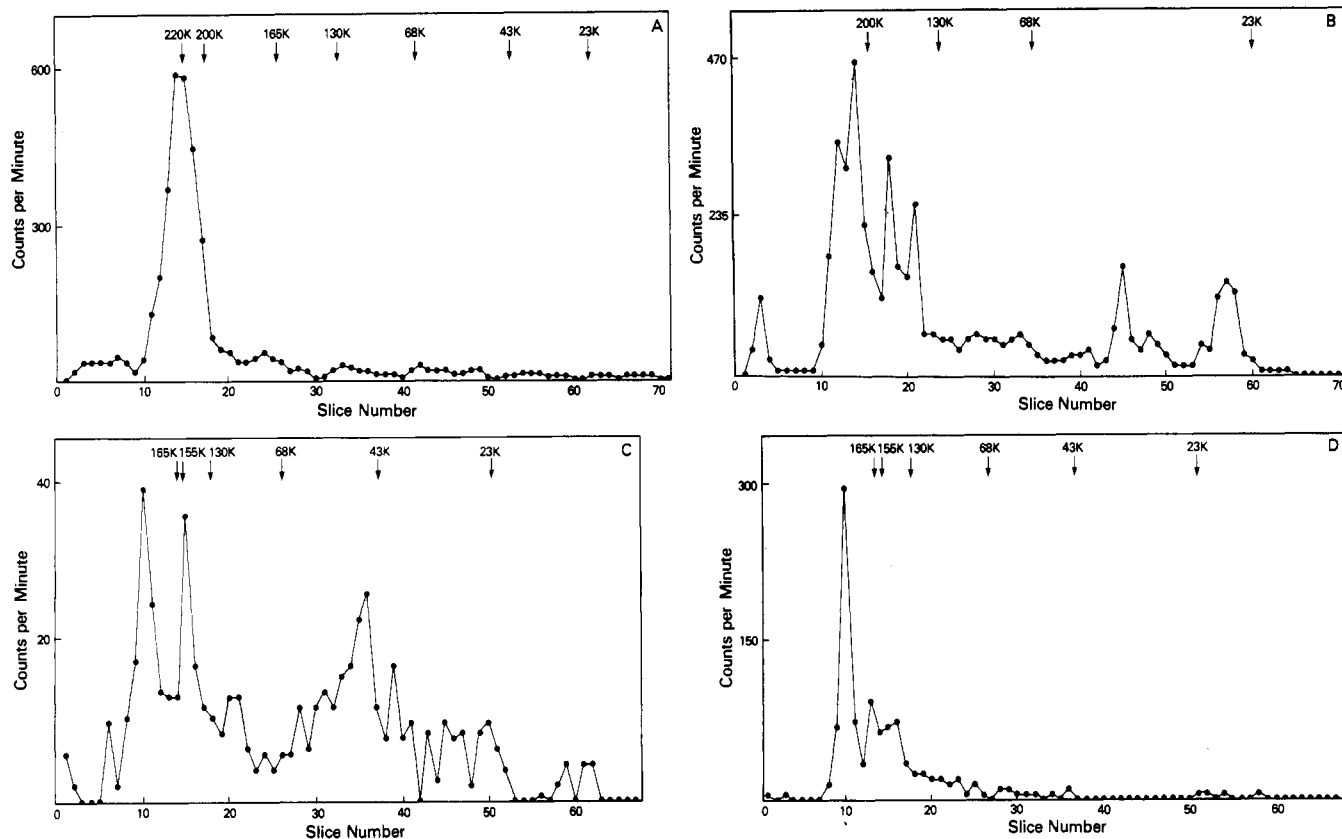 A
220K 200K 165K 130K 68K 43K 23K
600
300
Counts per Minute
10 20 30 40 50 60 70
Slice Number
B
200K 130K 68K 23K
470
235
Counts per Minute
0 10 20 30 40 50 60 70
Slice Number
C
165K 155K 130K 68K 43K 23K
40
20
Counts per Minute
0 10 20 30 40 50 60
Slice Number
D
165K 156K 130K 68K 43K 23K
300
150
Counts per Minute
0 10 20 30 40 50 60
Slice Number